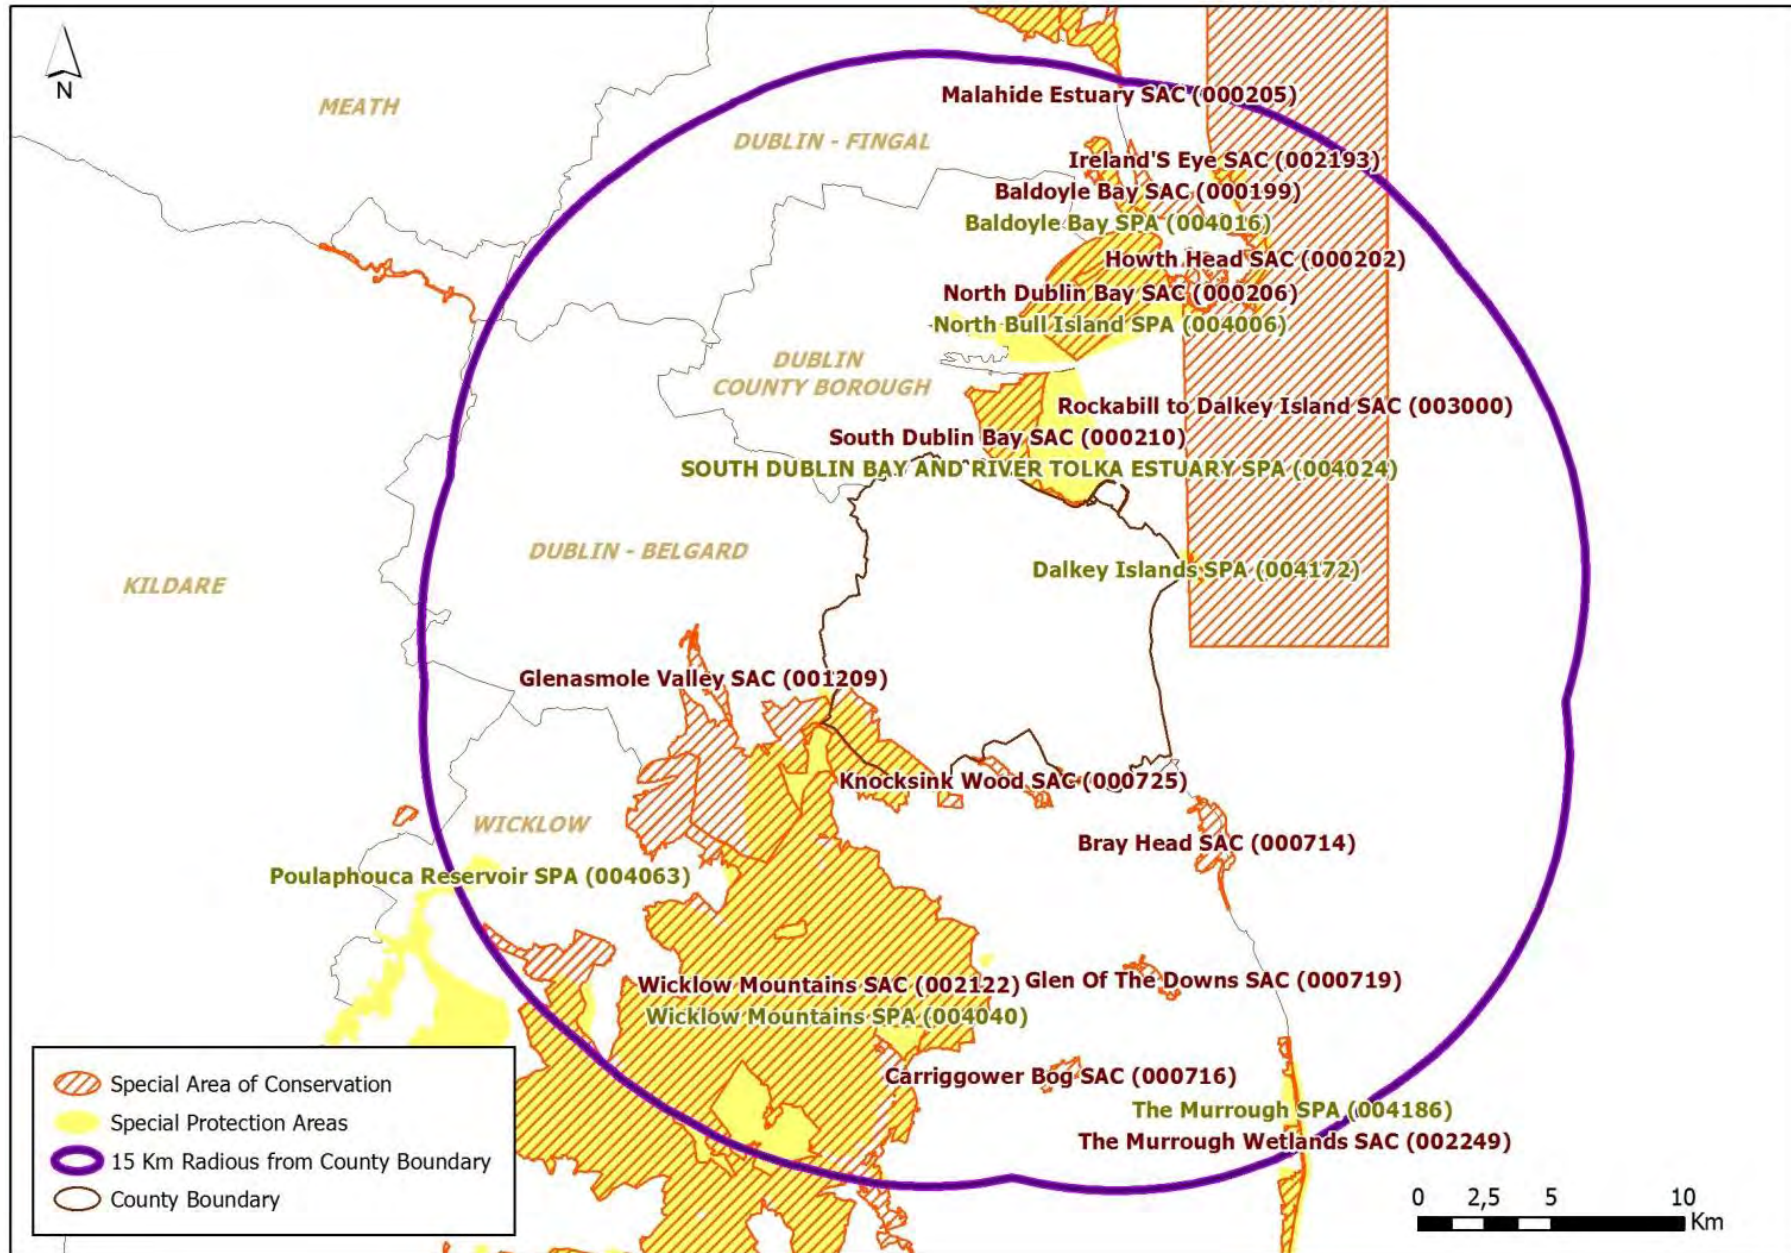 N
MEATH
DUBLIN - FINGAL
Malahide Estuary SAC (000205)
Ireland'S Eye SAC (002193)
Baldoyle Bay SAC (000199)
Baldoyle Bay SPA (004016)
Howth Head SAC (000202)
North Dublin Bay SAC (000206)
North Bull Island SPA (004006)
DUBLIN
COUNTY BOROUGH
Rockabill to Dalkey Island SAC (003000)
South Dublin Bay SAC (000210)
SOUTH DUBLIN BAY AND RIVER TOLKA ESTUARY SPA (004024)
DUBLIN - BELGARD
Dalkey Islands SPA (004172)
KILDARE
Glenasmole Valley SAC (001209)
Knocksink Wood SAC (000725)
WICKLOW
Bray Head SAC (000714)
Poulaphouca Reservoir SPA (004063)
Wicklow Mountains SAC (002122)
Glen Of The Downs SAC (000719)
Wicklow Mountains SPA (004040)
Carriggower Bog SAC (000716)
The Murrough SPA (004186)
The Murrough Wetlands SAC (002249)
Special Area of Conservation
Special Protection Areas
15 Km Radious from County Boundary
County Boundary
0 2,5 5 10
Km